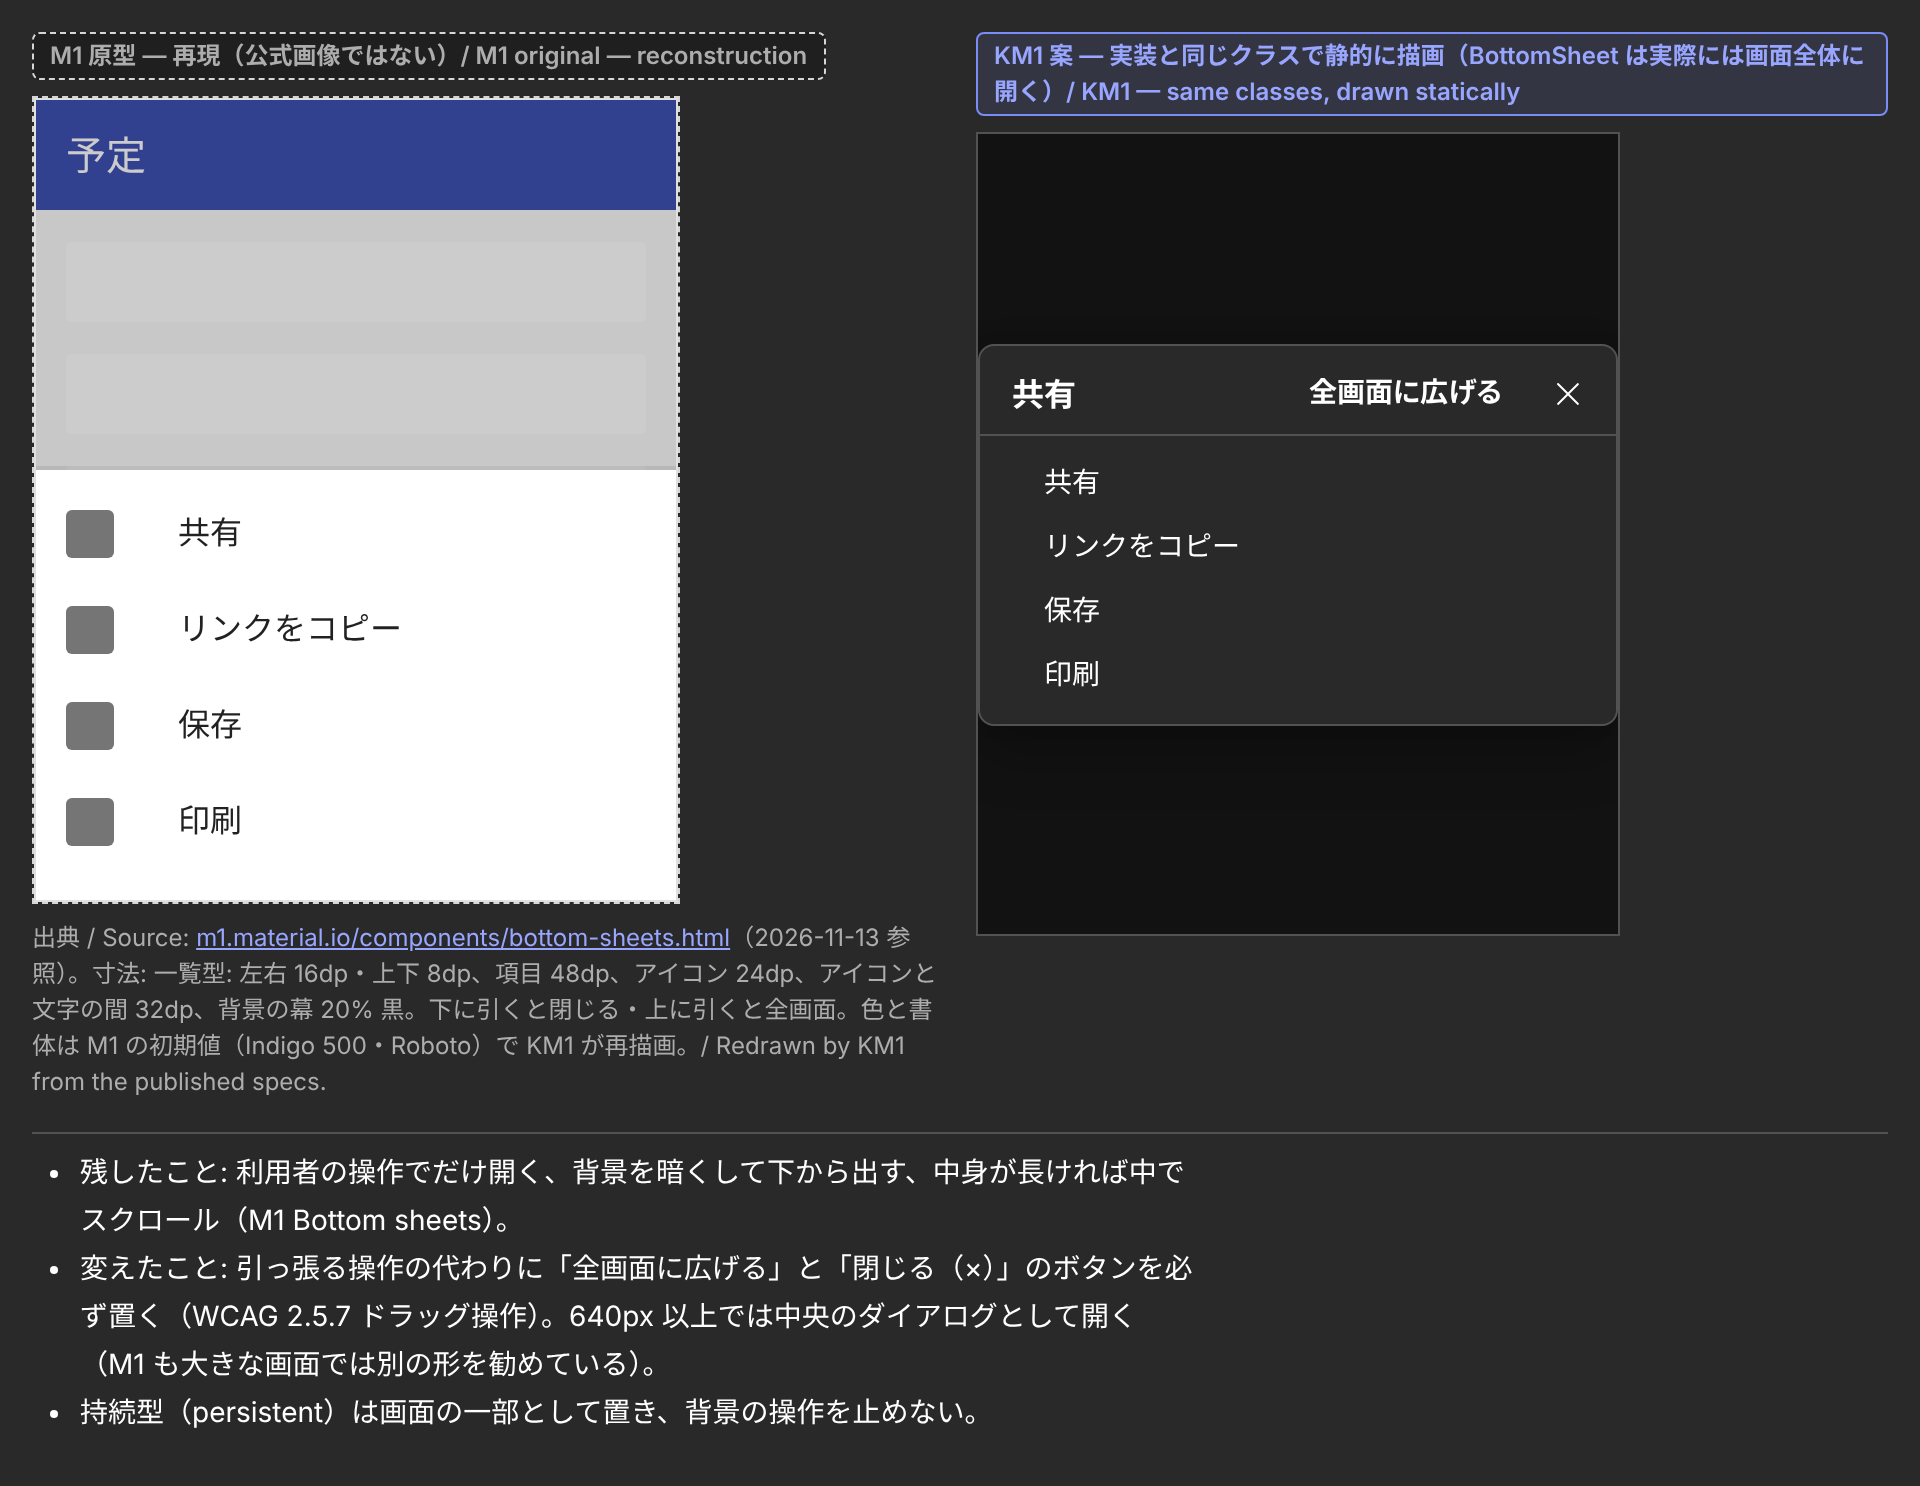 M1 原型 — 再現（公式画像ではない）/ M1 original — reconstruction
予定
共有
リンクをコピー
保存
印刷
出典 / Source: m1.material.io/components/bottom-sheets.html（2026-11-13 参
照）。寸法: 一覧型: 左右 16dp・上下 8dp、項目 48dp、アイコン 24dp、アイコンと
文字の間 32dp、背景の幕 20% 黒。下に引くと閉じる・上に引くと全画面。色と書
体は M1 の初期値（Indigo 500・Roboto）で KM1 が再描画。/ Redrawn by KM1
from the published specs.
KM1 案 — 実装と同じクラスで静的に描画（BottomSheet は実際には画面全体に
開く）/ KM1 — same classes, drawn statically
共有 全画面に広げる ×
共有
リンクをコピー
保存
印刷
• 残したこと: 利用者の操作でだけ開く、背景を暗くして下から出す、中身が長ければ中で
スクロール（M1 Bottom sheets）。
• 変えたこと: 引っ張る操作の代わりに「全画面に広げる」と「閉じる（×）」のボタンを必
ず置く（WCAG 2.5.7 ドラッグ操作）。640px 以上では中央のダイアログとして開く
（M1 も大きな画面では別の形を勧めている）。
• 持続型（persistent）は画面の一部として置き、背景の操作を止めない。